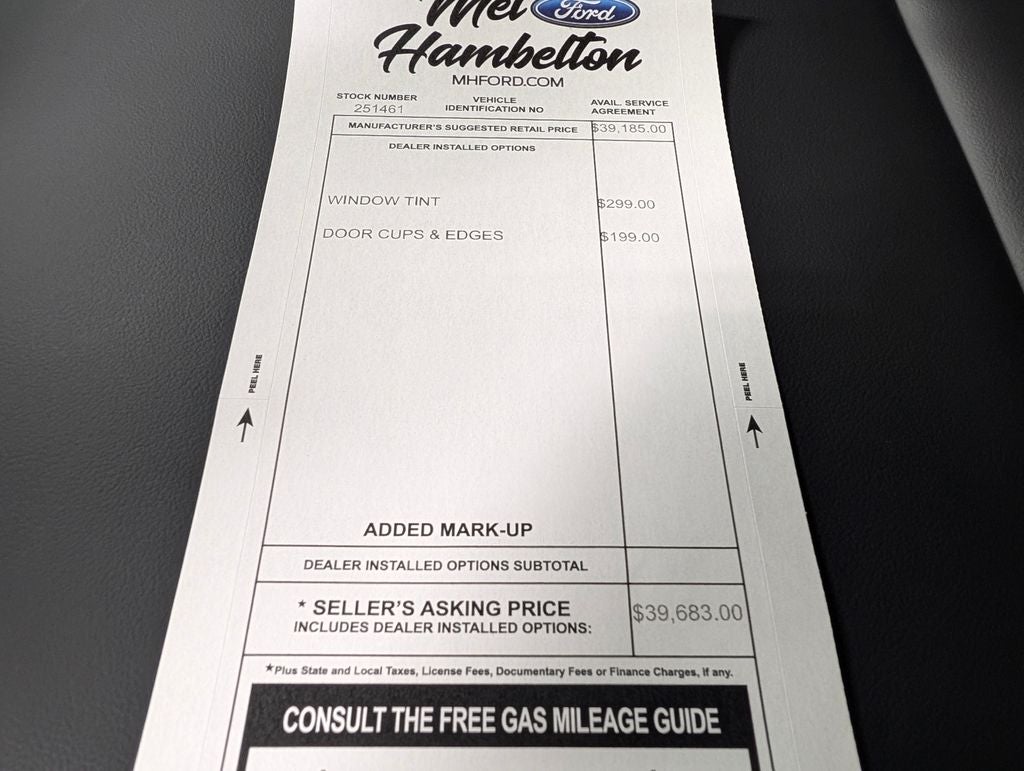 Mel Ford
Hambelton
MHFORD.COM
STOCK NUMBER
251461
VEHICLE
IDENTIFICATION NO
AVAIL. SERVICE
AGREEMENT
MANUFACTURER'S SUGGESTED RETAIL PRICE $39,185.00
DEALER INSTALLED OPTIONS
WINDOW TINT $299.00
DOOR CUPS & EDGES $199.00
PEEL HERE
PEEL HERE
ADDED MARK-UP
DEALER INSTALLED OPTIONS SUBTOTAL
* SELLER'S ASKING PRICE $39,683.00
INCLUDES DEALER INSTALLED OPTIONS:
*Plus State and Local Taxes, License Fees, Documentary Fees or Finance Charges, if any.
CONSULT THE FREE GAS MILEAGE GUIDE